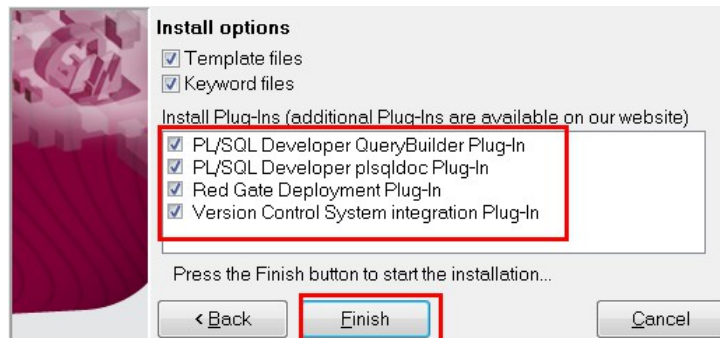 Install options
Template files
Keyword files
Install Plug-Ins (additional Plug-Ins are available on our website)
PL/SQL Developer QueryBuilder Plug-In
PL/SQL Developer plsqldoc Plug-In
Red Gate Deployment Plug-In
Version Control System integration Plug-In
Press the Finish button to start the installation...
< Back Finish Cancel